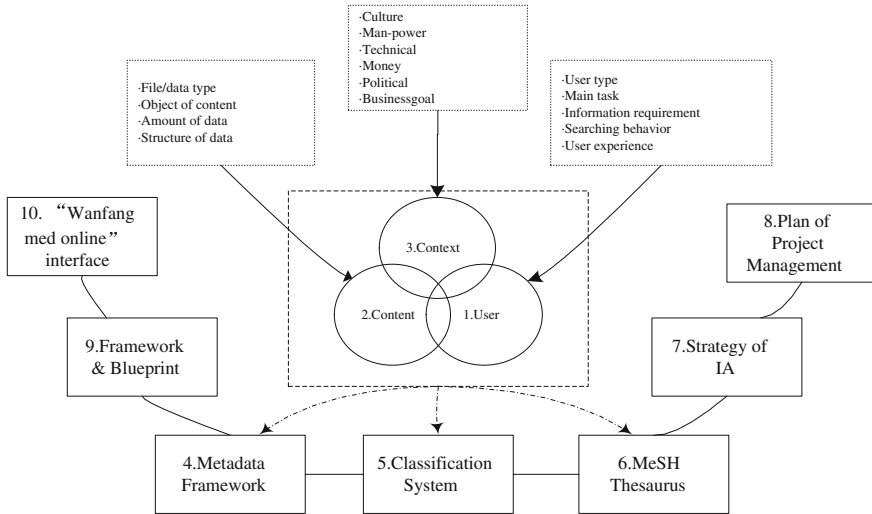 ·Culture
·Man-power
·Technical
·Money
·Political
·Businessgoal
·File/data type
·Object of content
·Amount of data
·Structure of data
·User type
·Main task
·Information requirement
·Searching behavior
·User experience
10. “Wanfang
med online”
interface
3.Context
8.Plan of
Project
Management
2.Content
1.User
9.Framework
& Blueprint
7.Strategy of
IA
4.Metadata
Framework
5.Classification
System
6.MeSH
Thesaurus